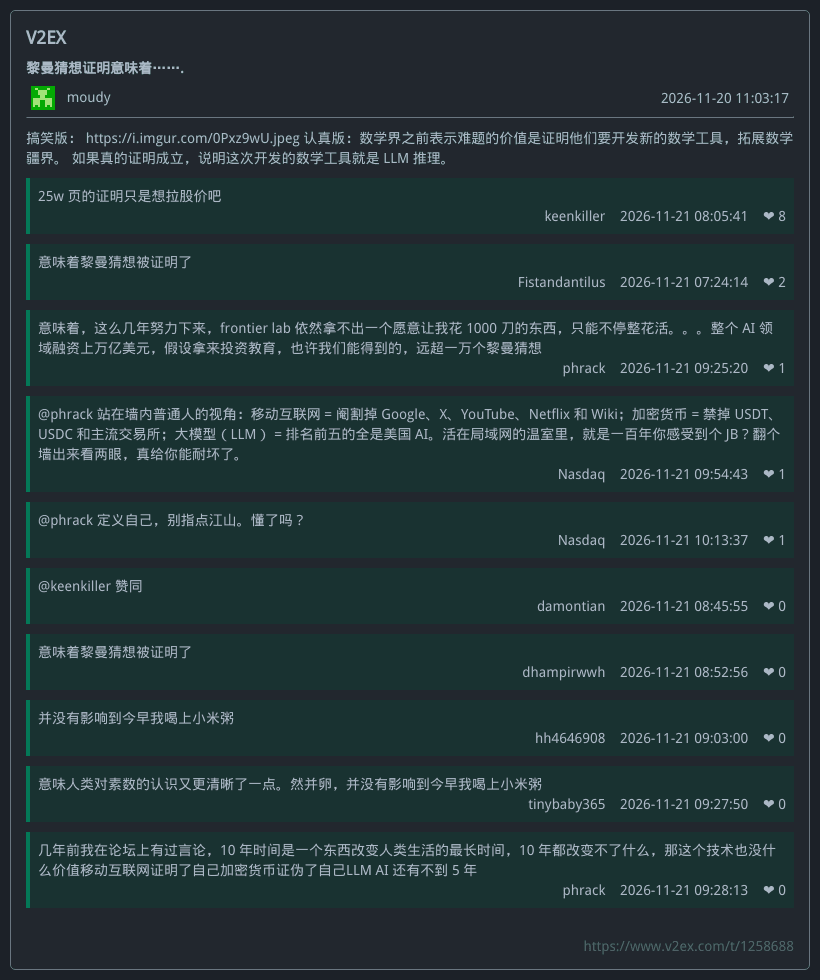 V2EX
黎曼猜想证明意味着…….
moudy
2026-11-20 11:03:17
搞笑版： https://i.imgur.com/0Pxz9wU.jpeg 认真版：数学界之前表示难题的价值是证明他们要开发新的数学工具，拓展数学
疆界。 如果真的证明成立，说明这次开发的数学工具就是 LLM 推理。
25w 页的证明只是想拉股价吧
keenkiller 2026-11-21 08:05:41 ❤ 8
意味着黎曼猜想被证明了
Fistandantilus 2026-11-21 07:24:14 ❤ 2
意味着，这么几年努力下来，frontier lab 依然拿不出一个愿意让我花 1000 刀的东西，只能不停整花活。。。整个 AI 领
域融资上万亿美元，假设拿来投资教育，也许我们能得到的，远超一万个黎曼猜想
phrack 2026-11-21 09:25:20 ❤ 1
@phrack 站在墙内普通人的视角：移动互联网 = 阉割掉 Google、X、YouTube、Netflix 和 Wiki；加密货币 = 禁掉 USDT、
USDC 和主流交易所；大模型（ LLM ） = 排名前五的全是美国 AI。活在局域网的温室里，就是一百年你感受到个 JB？翻个
墙出来看两眼，真给你能耐坏了。
Nasdaq 2026-11-21 09:54:43 ❤ 1
@phrack 定义自己，别指点江山。懂了吗？
Nasdaq 2026-11-21 10:13:37 ❤ 1
@keenkiller 赞同
damontian 2026-11-21 08:45:55 ❤ 0
意味着黎曼猜想被证明了
dhampirwwh 2026-11-21 08:52:56 ❤ 0
并没有影响到今早我喝上小米粥
hh4646908 2026-11-21 09:03:00 ❤ 0
意味人类对素数的认识又更清晰了一点。然并卵，并没有影响到今早我喝上小米粥
tinybaby365 2026-11-21 09:27:50 ❤ 0
几年前我在论坛上有过言论，10 年时间是一个东西改变人类生活的最长时间，10 年都改变不了什么，那这个技术也没什
么价值移动互联网证明了自己加密货币证伪了自己LLM AI 还有不到 5 年
phrack 2026-11-21 09:28:13 ❤ 0
https://www.v2ex.com/t/1258688